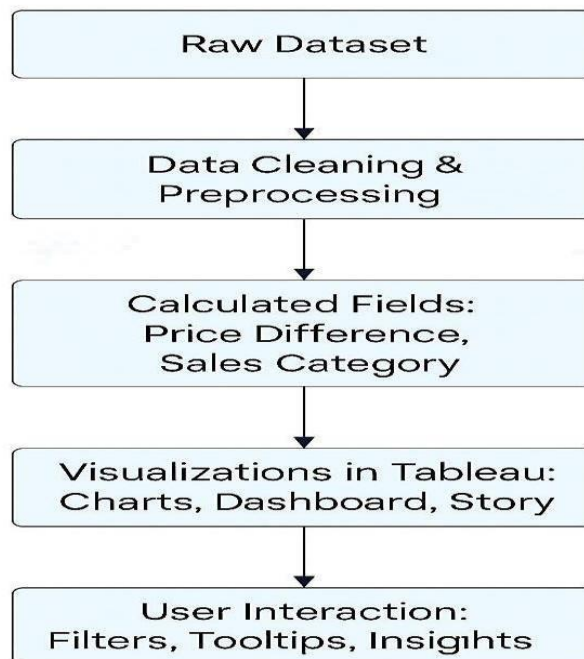 Raw Dataset
Data Cleaning &
Preprocessing
Calculated Fields:
Price Difference,
Sales Category
Visualizations in Tableau:
Charts, Dashboard, Story
User Interaction:
Filters, Tooltips, Insights